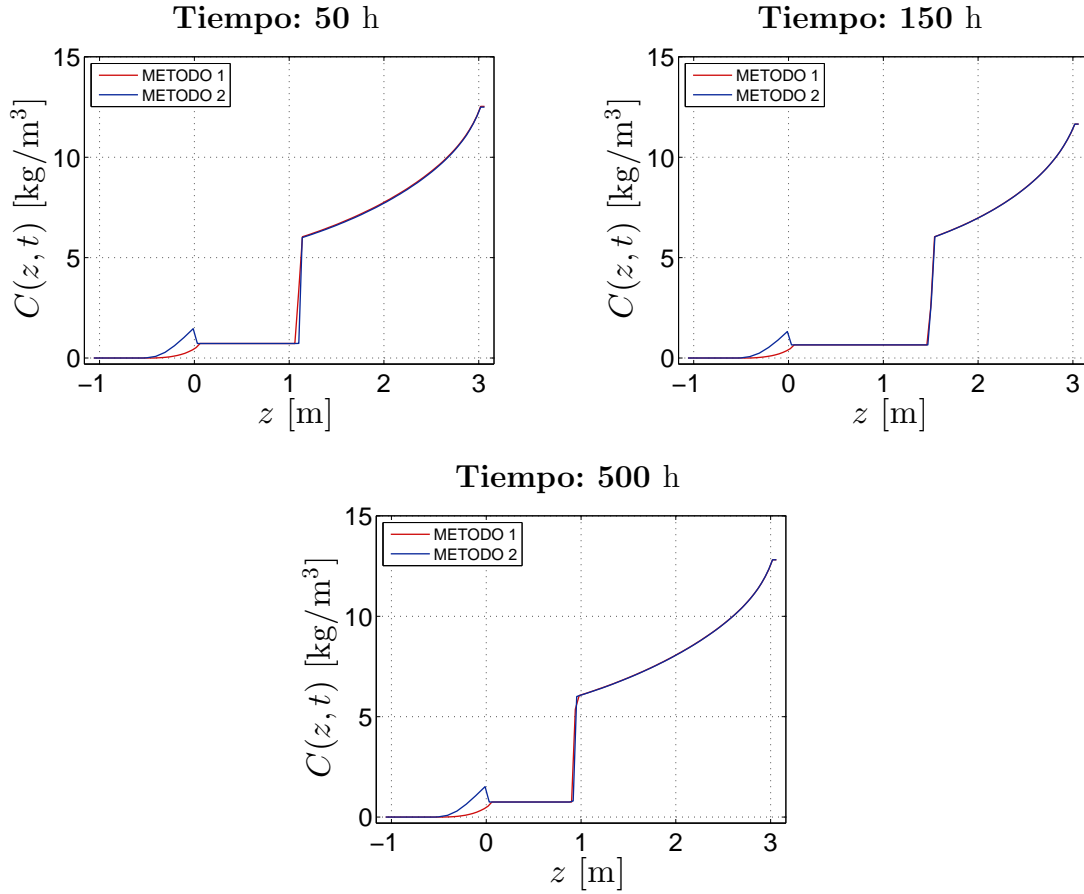 Tiempo: 50 h
15
10
5
0
C(z, t) [kg/m³]
METODO 1
METODO 2
−1 0 1 2 3
z [m]
Tiempo: 150 h
15
10
5
0
C(z, t) [kg/m³]
METODO 1
METODO 2
−1 0 1 2 3
z [m]
Tiempo: 500 h
15
10
5
0
C(z, t) [kg/m³]
METODO 1
METODO 2
−1 0 1 2 3
z [m]